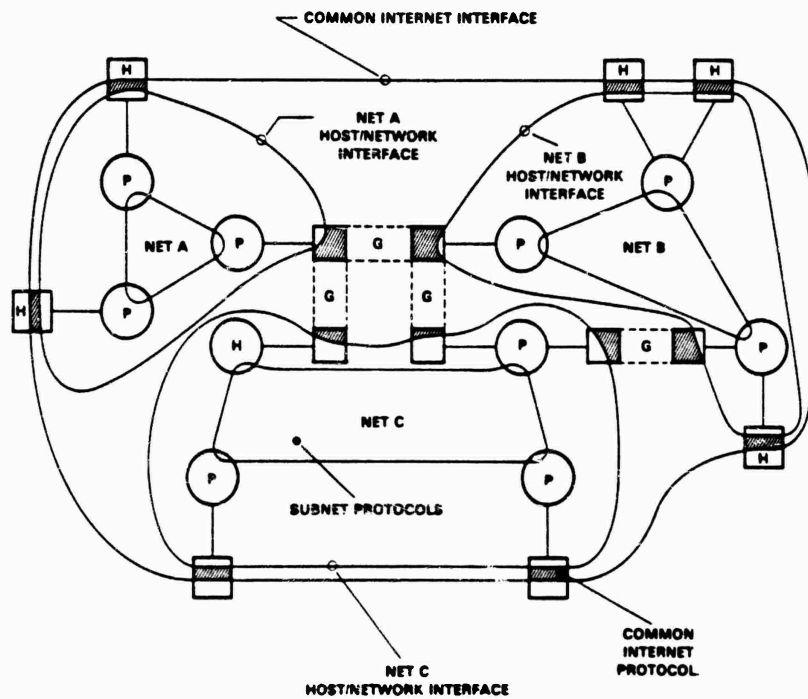 COMMON INTERNET INTERFACE
H
H
H
NET A
HOST/NETWORK
INTERFACE
NET B
HOST/NETWORK
INTERFACE
P
P
NET A
P
G
P
NET B
H
P
G
G
H
P
G
P
NET C
H
P
P
SUBNET PROTOCOLS
COMMON
INTERNET
PROTOCOL
NET C
HOST/NETWORK INTERFACE